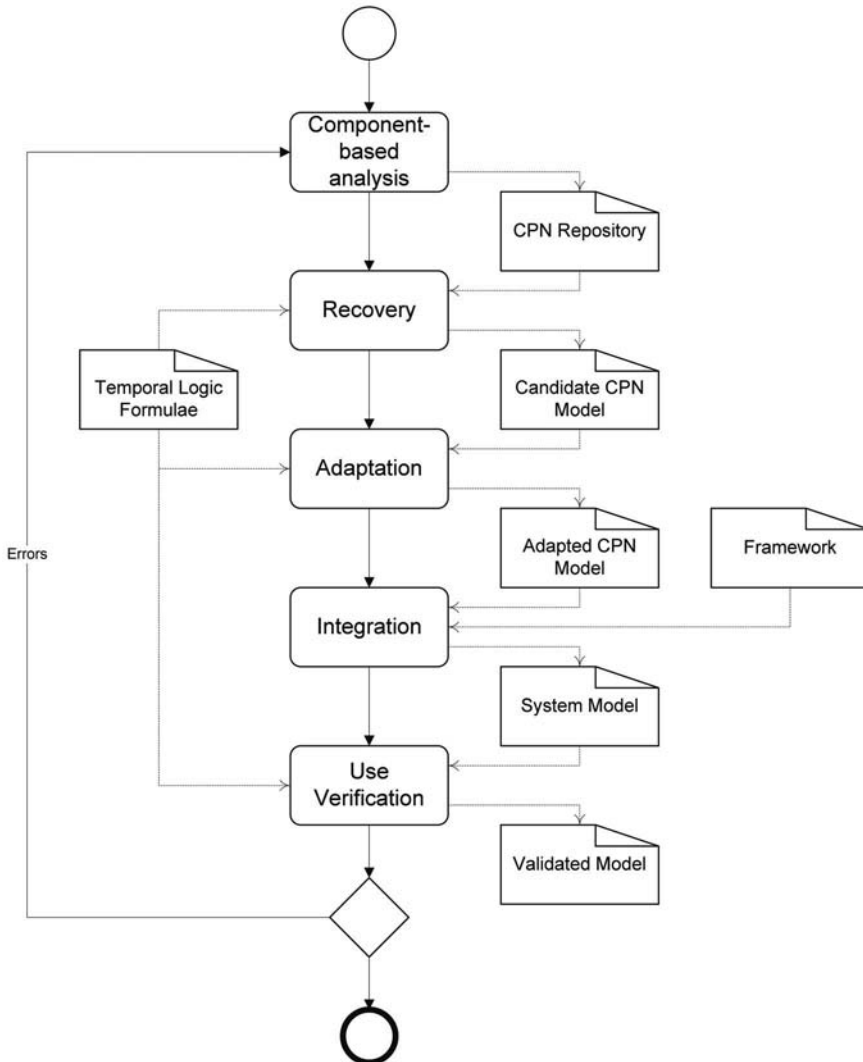 Component-
based
analysis
CPN Repository
Recovery
Temporal Logic
Formulae
Candidate CPN
Model
Adaptation
Errors
Adapted CPN
Model
Framework
Integration
System Model
Use
Verification
Validated Model